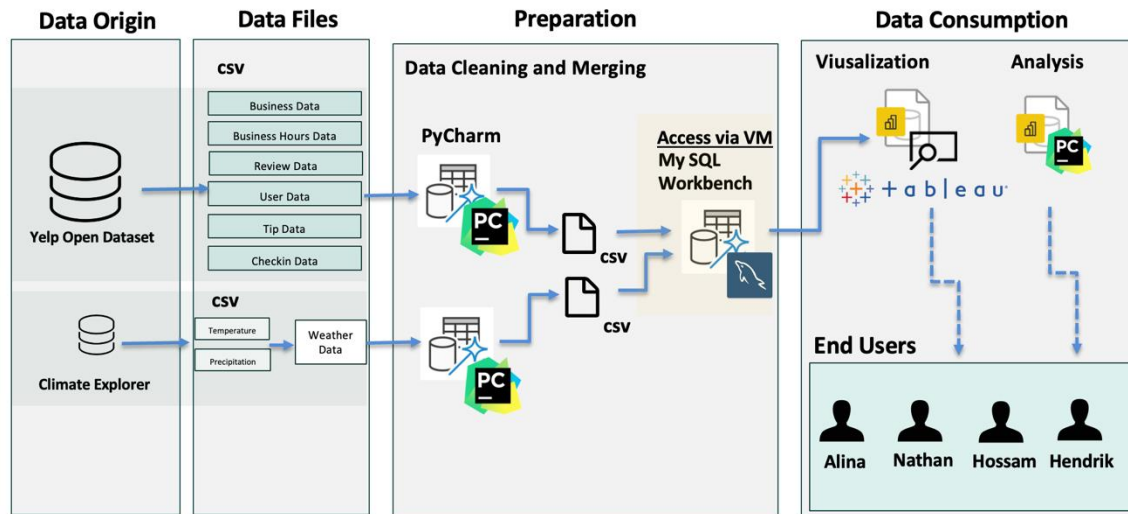 Data Origin
Data Files
Preparation
Data Consumption
Yelp Open Dataset
Climate Explorer
CSV
Business Data
Business Hours Data
Review Data
User Data
Tip Data
Checkin Data
CSV
Temperature
Precipitation
Weather
Data
Data Cleaning and Merging
PyCharm
PC
CSV
CSV
PC
Access via VM
My SQL
Workbench
Viusalization
Analysis
PC
+ableau
End Users
Alina
Nathan
Hossam
Hendrik